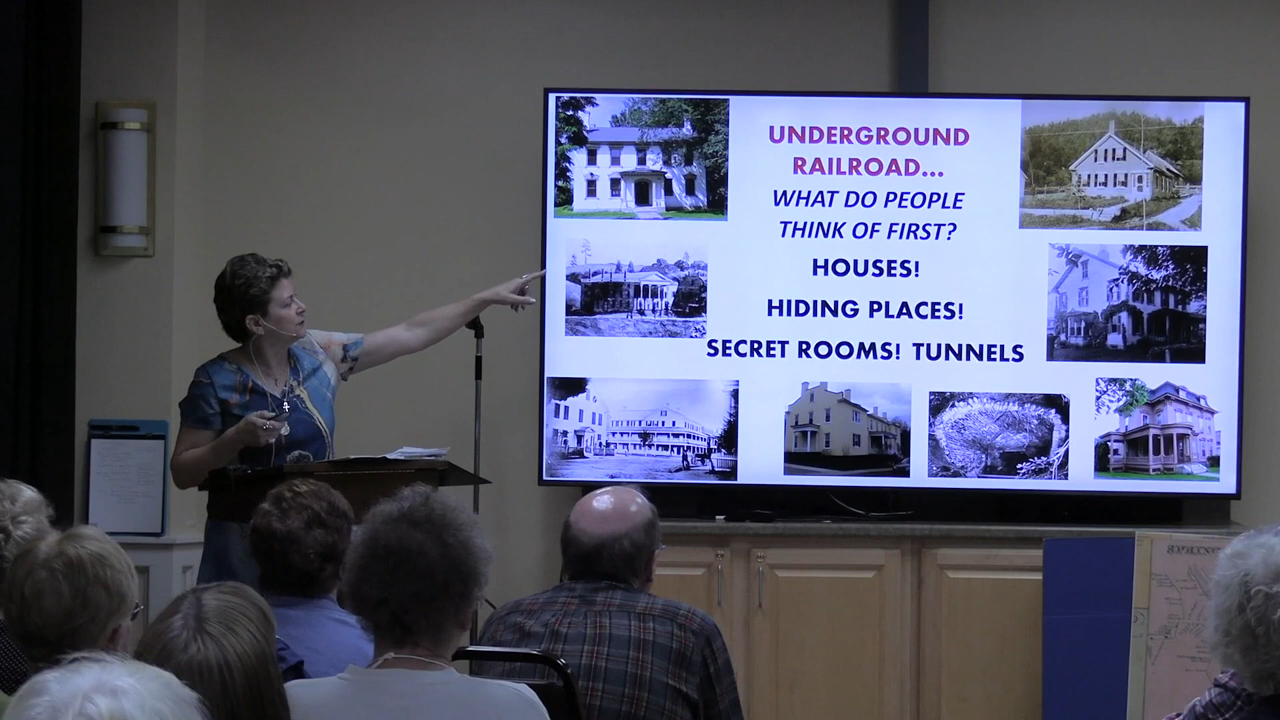 UNDERGROUND
RAILROAD...
WHAT DO PEOPLE
THINK OF FIRST?
HOUSES!
HIDING PLACES!
SECRET ROOMS! TUNNELS